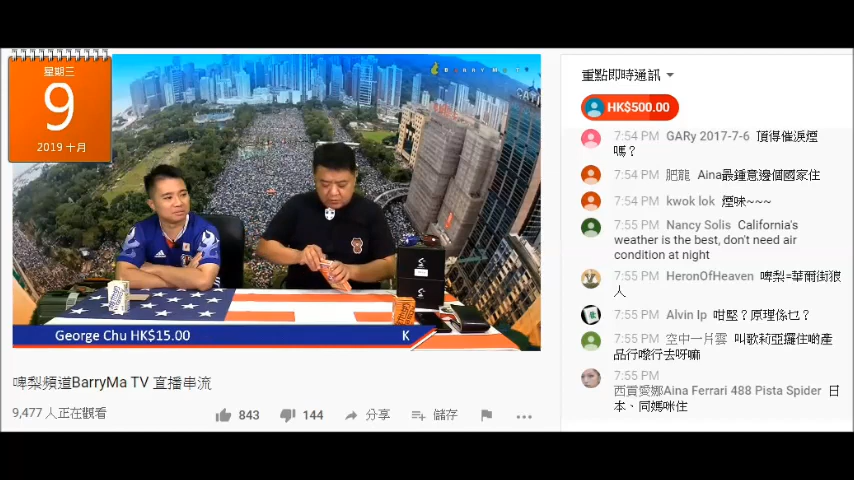 星期三
9
2019 十月
BARRYMATV
George Chu HK$15.00
K
啤梨頻道BarryMa TV 直播串流
9,477 人正在觀看
843
144
分享
儲存
重點即時通訊
HK$500.00
7:54 PM GARy 2017-7-6 頂得催淚煙
嗎？
7:54 PM 肥龍 Aina最鍾意邊個國家住
7:54 PM kwok lok 煙味~~~
7:55 PM Nancy Solis California's
weather is the best, don't need air
condition at night
7:55 PM HeronOfHeaven 啤梨=華爾街狼
人
7:55 PM Alvin Ip 咁堅？原理係乜？
7:55 PM 空中一片雲 叫歌莉亞攞住啲產
品行嚟行去呀嘛
7:55 PM
西貢愛娜Aina Ferrari 488 Pista Spider 日
本、同媽咪住